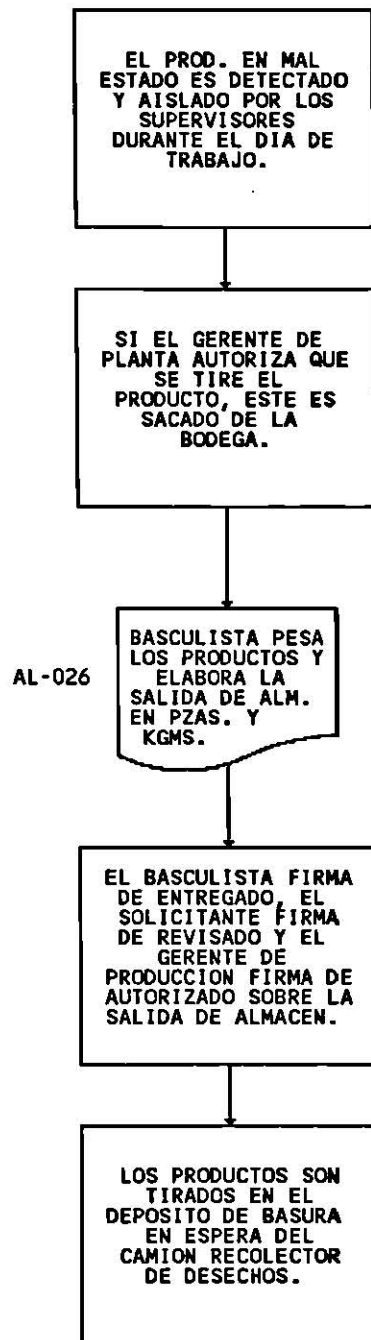 EL PROD. EN MAL
ESTADO ES DETECTADO
Y AISLADO POR LOS
SUPERVISORES
DURANTE EL DIA DE
TRABAJO.
SI EL GERENTE DE
PLANTA AUTORIZA QUE
SE TIRE EL
PRODUCTO, ESTE ES
SACADO DE LA
BODEGA.
AL-026
BASCULISTA PESA
LOS PRODUCTOS Y
ELABORA LA
SALIDA DE ALM.
EN PZAS. Y
KGMS.
EL BASCULISTA FIRMA
DE ENTREGADO, EL
SOLICITANTE FIRMA
DE REVISADO Y EL
GERENTE DE
PRODUCCION FIRMA DE
AUTORIZADO SOBRE LA
SALIDA DE ALMACEN.
LOS PRODUCTOS SON
TIRADOS EN EL
DEPOSITO DE BASURA
EN ESPERA DEL
CAMION RECOLECTOR
DE DESECHOS.